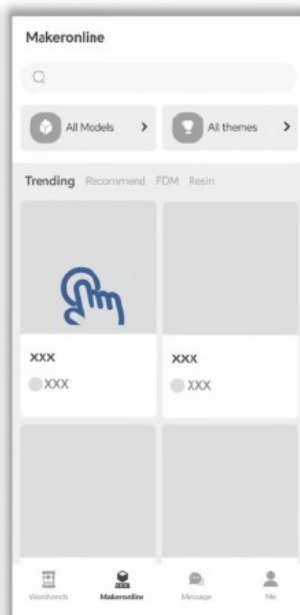 Makeronline
All Models
All themes
Trending Recommend FDM Resin
XXX
XXX
XXX
XXX
Workbench Makeronline Message Me